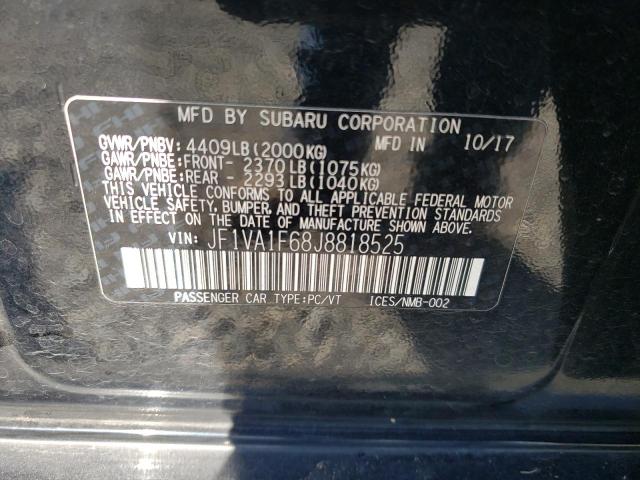 MFD BY SUBARU CORPORATION
GVWR/PNBV: 4409LB(2000KG) MFD IN 10/17
GAWR/PNBE:FRONT- 2370LB(1075KG)
GAWR/PNBE:REAR - 2293LB(1040KG)
THIS VEHICLE CONFORMS TO ALL APPLICABLE FEDERAL MOTOR
VEHICLE SAFETY, BUMPER, AND THEFT PREVENTION STANDARDS
IN EFFECT ON THE DATE OF MANUFACTURE SHOWN ABOVE.
VIN: JF1VA1F68J8818525
PASSENGER CAR TYPE:PC/VT ICES/NMB-002